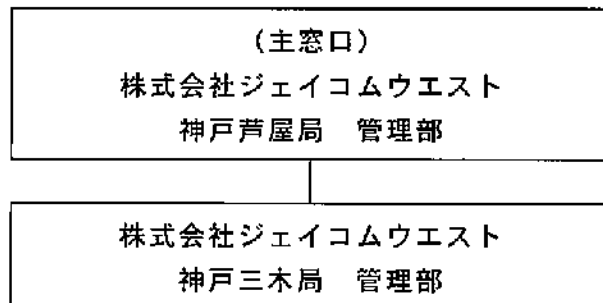 (主窓口)
株式会社ジェイコムウエスト
神戸芦屋局 管理部
株式会社ジェイコムウエスト
神戸三木局 管理部